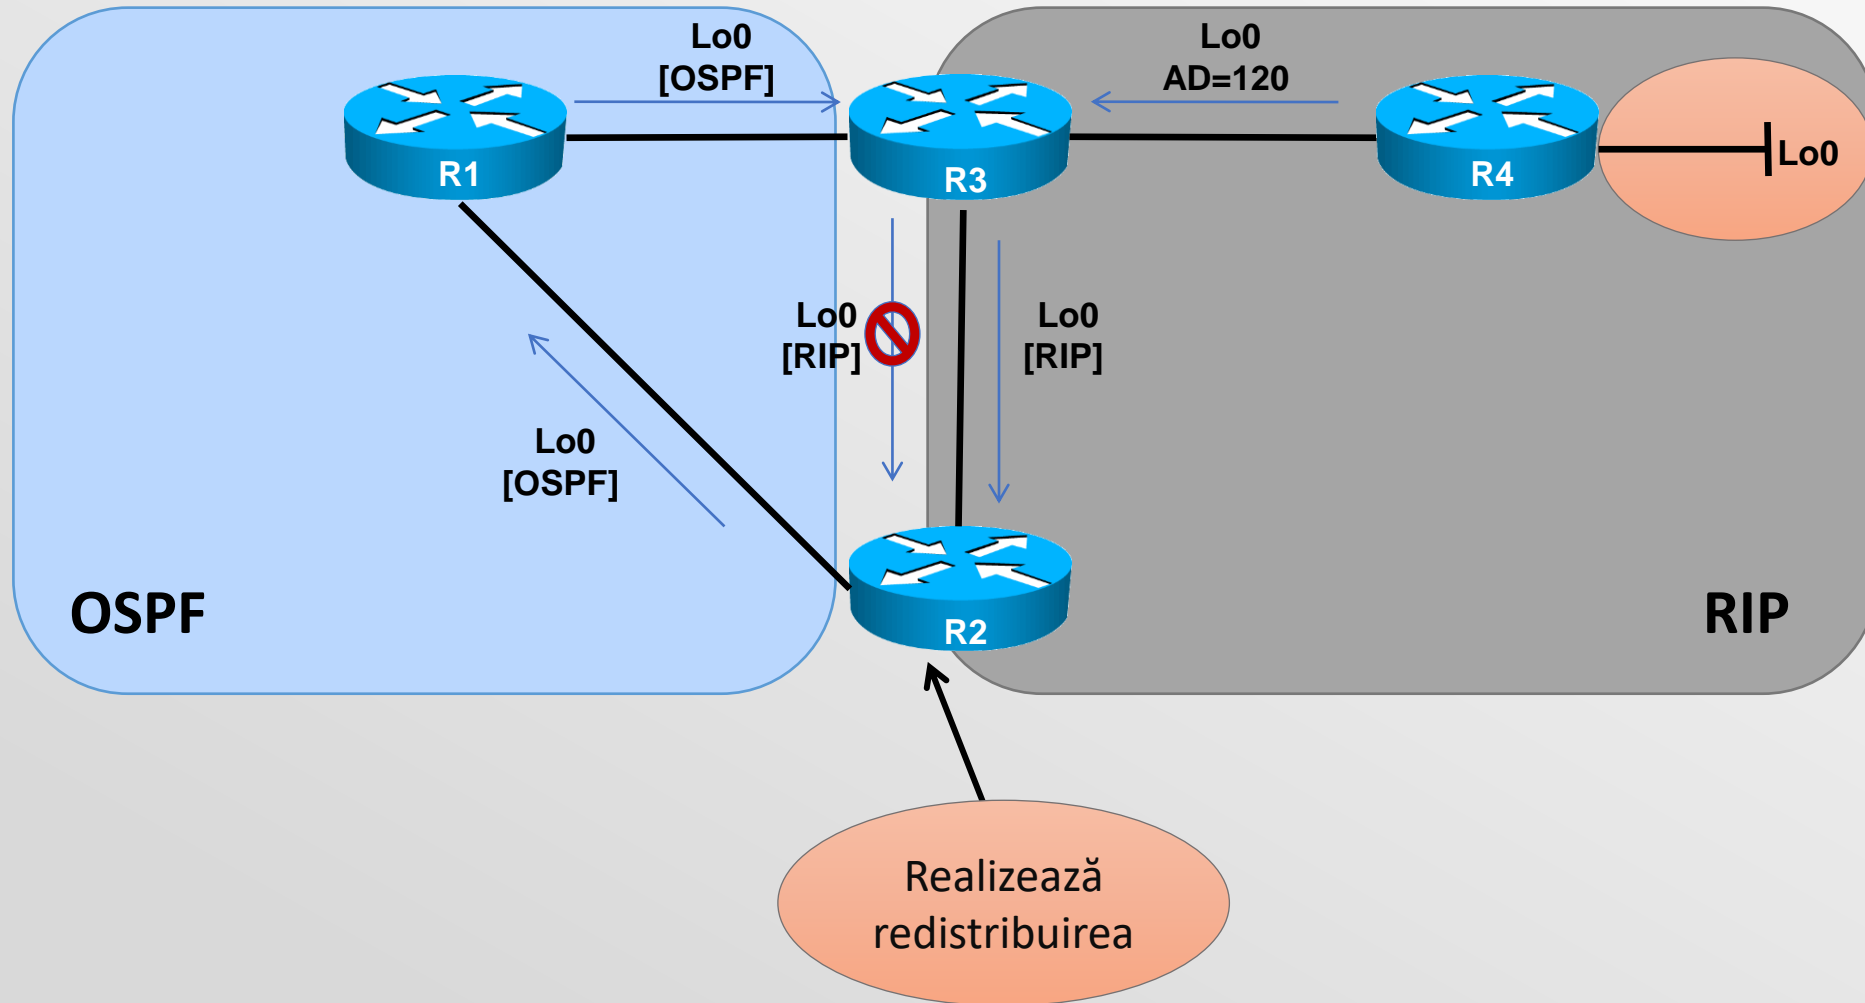 Lo0
[OSPF]
Lo0
AD=120
R1
R3
R4
Lo0
Lo0
[RIP]
Lo0
[RIP]
Lo0
[OSPF]
OSPF
R2
RIP
Realizează
redistribuirea